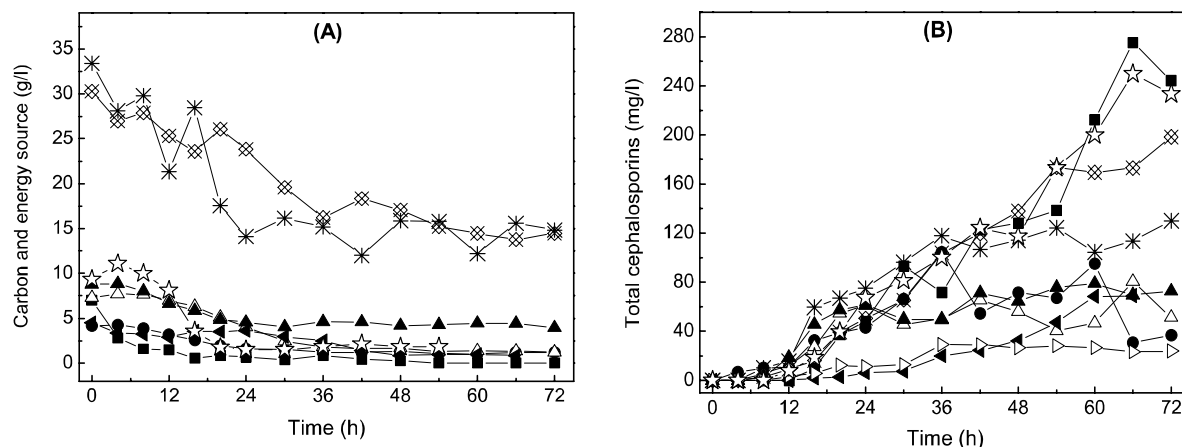 (A)
Carbon and energy source (g/l)
35
30
25
20
15
10
5
0
0 12 24 36 48 60 72
Time (h)
(B)
Total cephalosporins (mg/l)
280
240
200
160
120
80
40
0
0 12 24 36 48 60 72
Time (h)